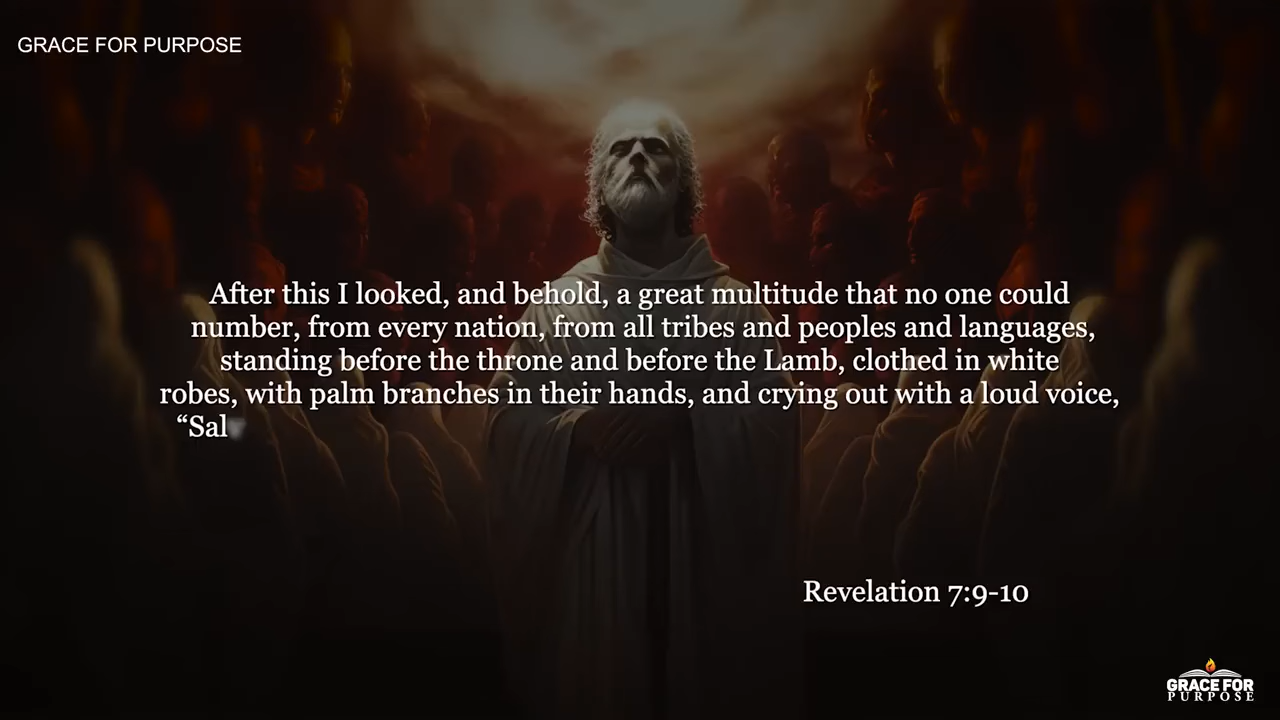 GRACE FOR PURPOSE
After this I looked, and behold, a great multitude that no one could
number, from every nation, from all tribes and peoples and languages,
standing before the throne and before the Lamb, clothed in white
robes, with palm branches in their hands, and crying out with a loud voice,
“Sal
Revelation 7:9-10
GRACE FOR
PURPOSE